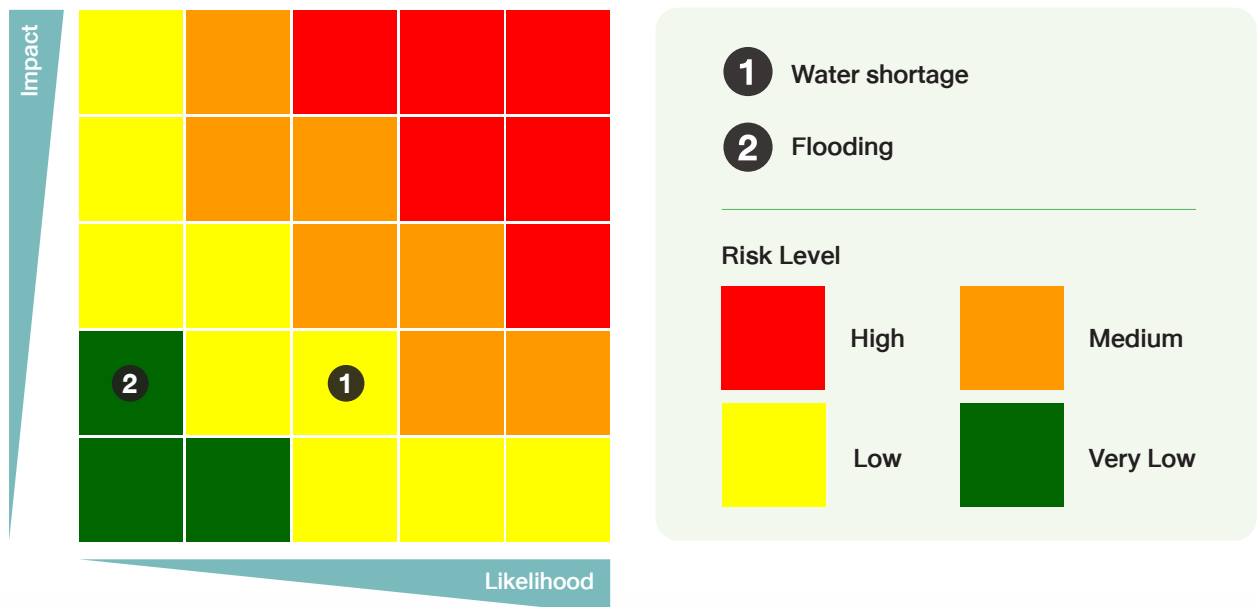 Impact
2
1
Likelihood
1 Water shortage
2 Flooding
Risk Level
High
Medium
Low
Very Low